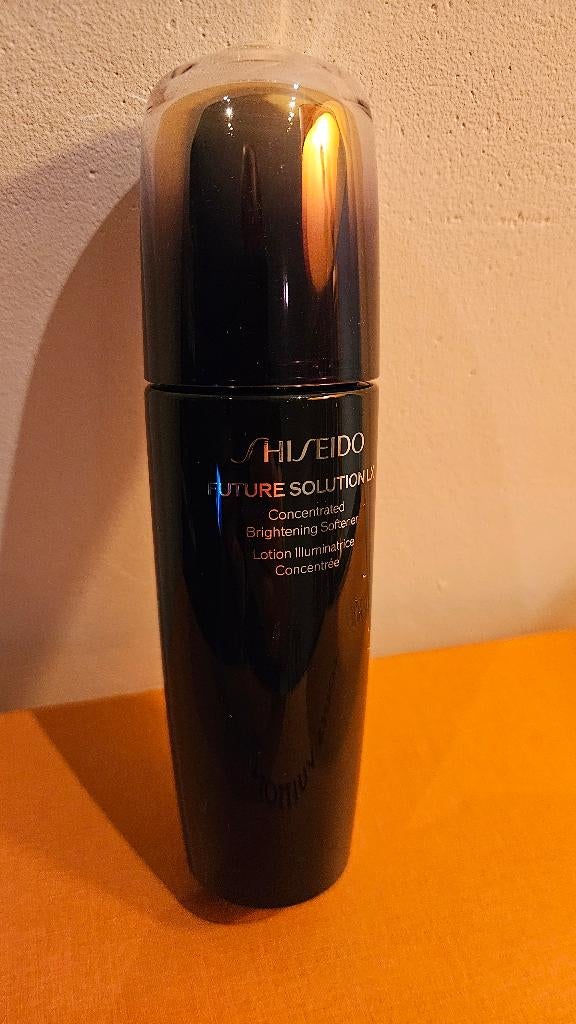 SHISEIDO
FUTURE SOLUTION LX
Concentrated
Brightening Softener
Lotion Illuminatrice
Concentrée